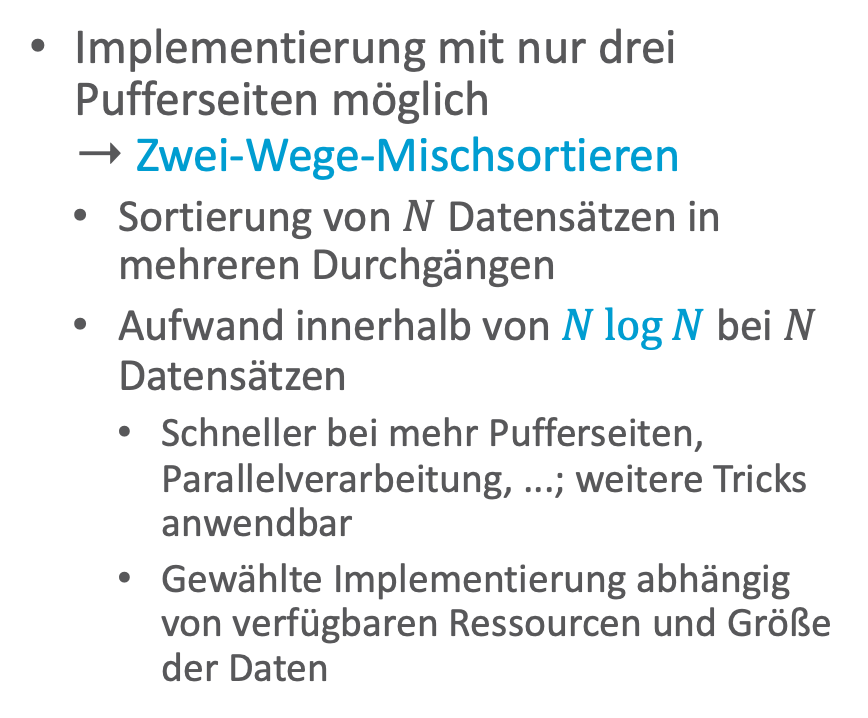 • Implementierung mit nur drei
Pufferseiten möglich
→ Zwei-Wege-Mischsortieren
• Sortierung von N Datensätzen in
mehreren Durchgängen
• Aufwand innerhalb von N log N bei N
Datensätzen
• Schneller bei mehr Pufferseiten,
Parallelverarbeitung, ...; weitere Tricks
anwendbar
• Gewählte Implementierung abhängig
von verfügbaren Ressourcen und Größe
der Daten